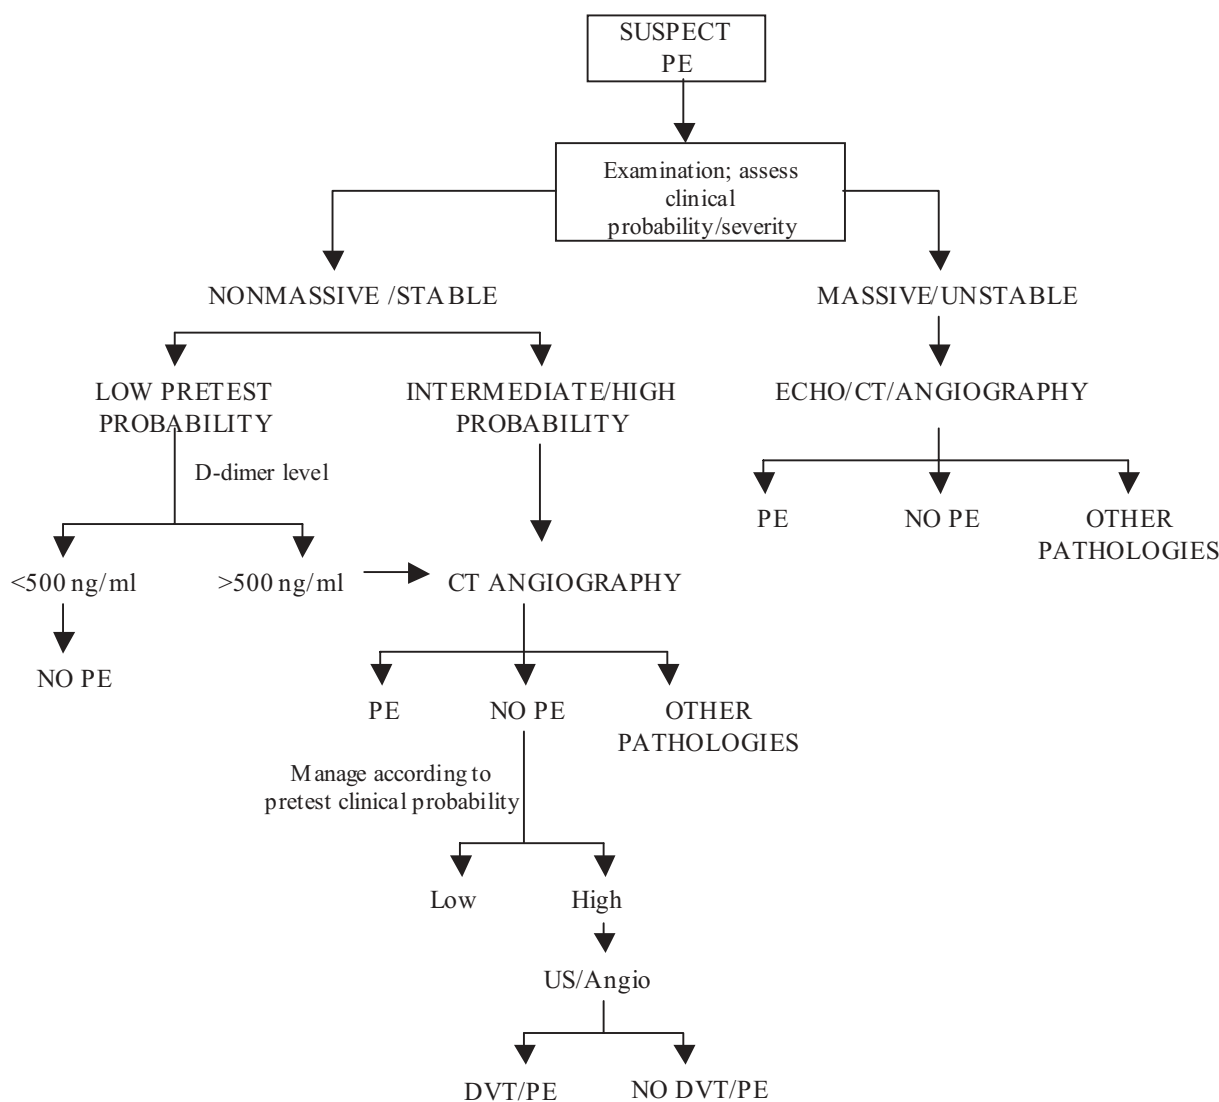 SUSPECT
PE
Examination; assess
clinical
probability/severity
NONMASSIVE /STABLE
MASSIVE/UNSTABLE
LOW PRETEST
PROBABILITY
INTERMEDIATE/HIGH
PROBABILITY
ECHO/CT/ANGIOGRAPHY
D-dimer level
PE
NO PE
OTHER
PATHOLOGIES
<500 ng/ml
>500 ng/ml
CT ANGIOGRAPHY
NO PE
PE
NO PE
OTHER
PATHOLOGIES
Manage according to
pretest clinical probability
Low
High
US/Angio
DVT/PE
NO DVT/PE